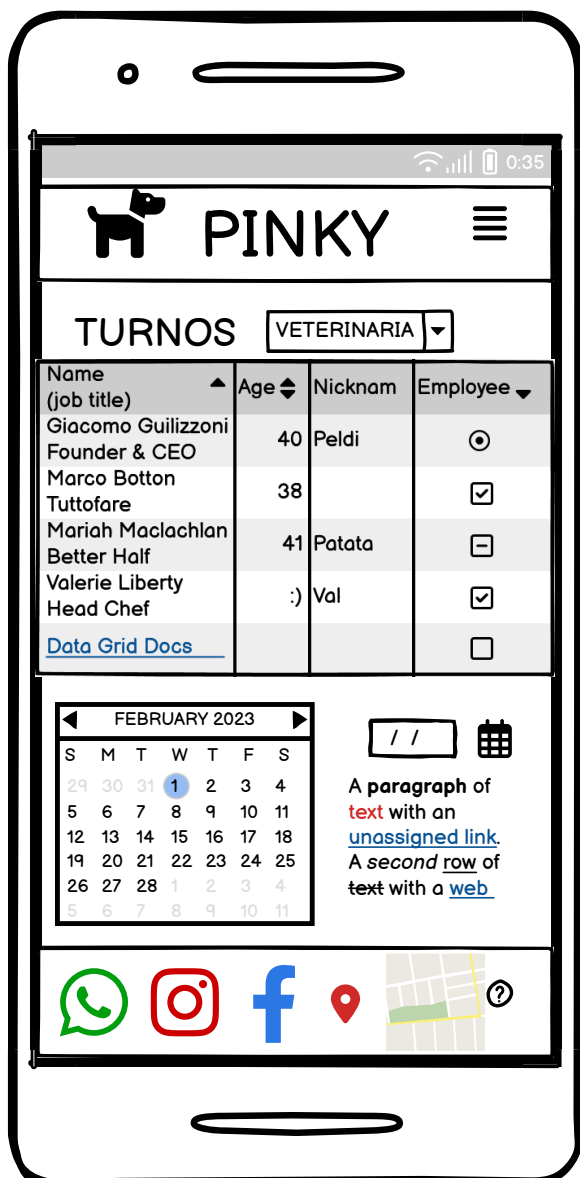 0:35
PINKY
TURNOS VETERINARIA
Name
(job title) Age Nicknam Employee
Giacomo Guilizzoni
Founder & CEO 40 Peldi
Marco Botton
Tuttofare 38
Mariah Maclachlan
Better Half 41 Patata
Valerie Liberty
Head Chef :) Val
Data Grid Docs
FEBRUARY 2023
S M T W T F S
29 30 31 1 2 3 4
5 6 7 8 9 10 11
12 13 14 15 16 17 18
19 20 21 22 23 24 25
26 27 28 1 2 3 4
5 6 7 8 9 10 11
/ /
A paragraph of
text with an
unassigned link.
A second row of
text with a web
?